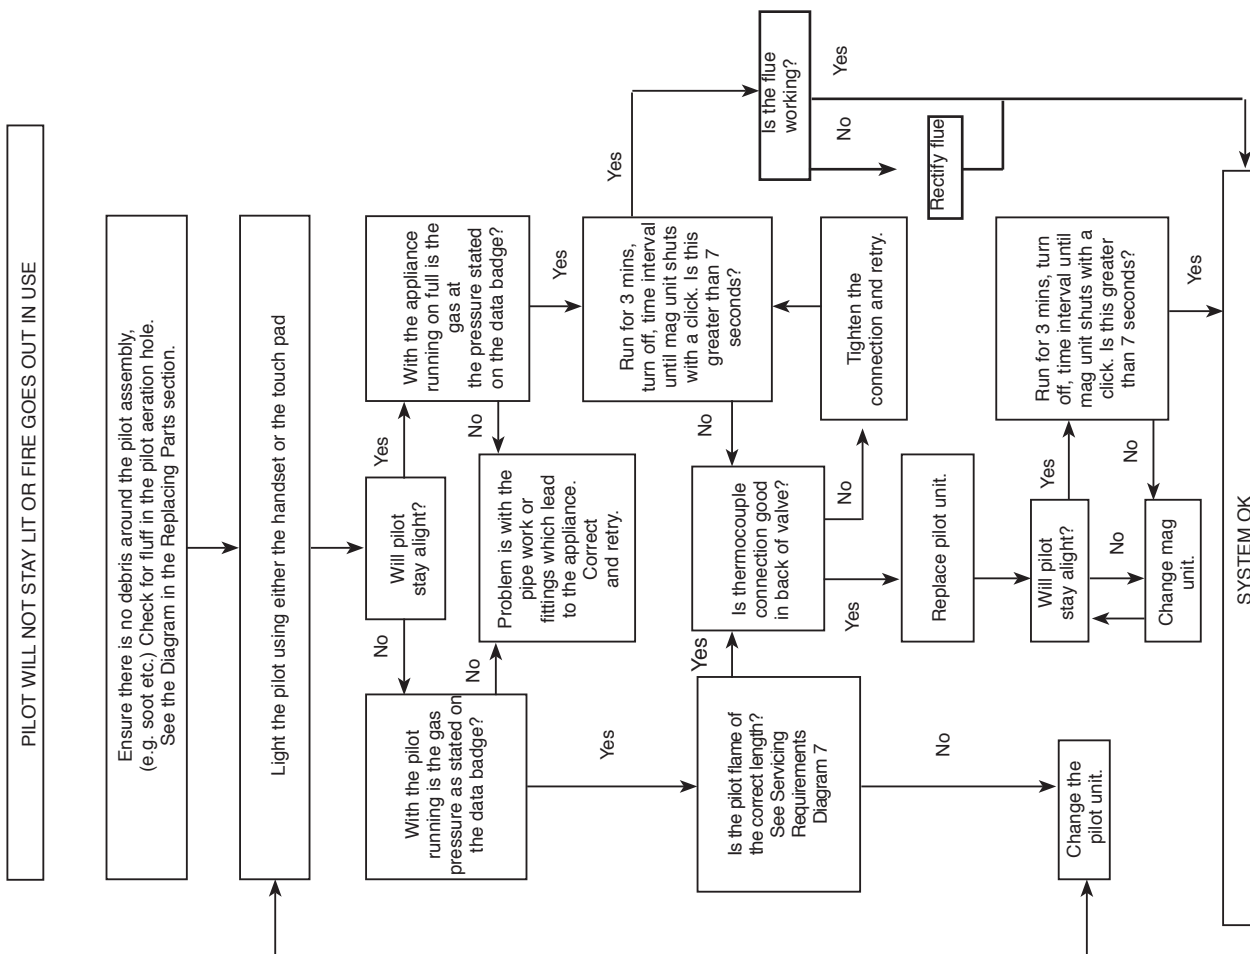 PILOT WILL NOT STAY LIT OR FIRE GOES OUT IN USE
Ensure there is no debris around the pilot assembly,
(e.g. soot etc.) Check for fluff in the pilot aeration hole.
See the Diagram in the Replacing Parts section.
Light the pilot using either the handset or the touch pad
Will pilot
stay alight?
No
Yes
With the pilot
running is the gas
pressure as stated on
the data badge?
With the appliance
running on full is the
gas at
the pressure stated
on the data badge?
No
No
Problem is with the
pipe work or
fittings which lead
to the appliance.
Correct
and retry.
Yes
Yes
Is the pilot flame of
the correct length?
See Servicing
Requirements
Diagram 7
Yes
Is thermocouple
connection good
in back of valve?
No
Run for 3 mins,
turn off, time interval
until mag unit shuts
with a click. Is this
greater than 7
seconds?
Yes
Is the flue
working?
Yes
No
Rectify flue
No
Tighten the
connection and retry.
Yes
Replace pilot unit.
No
Change the
pilot unit.
Will pilot
stay alight?
Yes
No
Change mag
unit.
Run for 3 mins, turn
off, time interval until
mag unit shuts with a
click. Is this greater
than 7 seconds?
No
Yes
SYSTEM OK